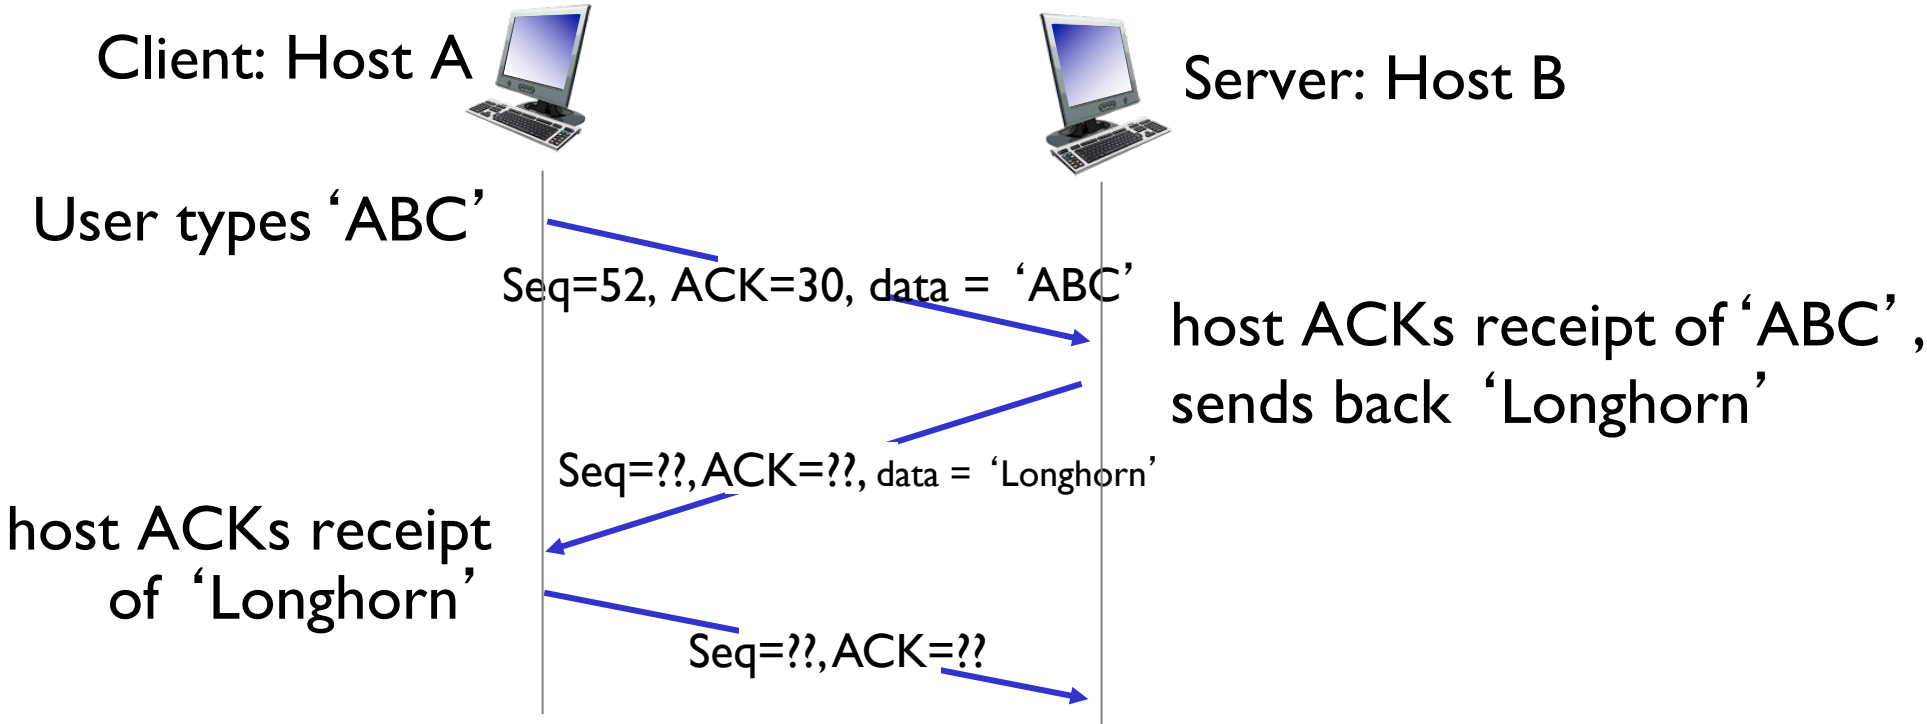 Client: Host A
Server: Host B
User types ‘ABC’
Seq=52, ACK=30, data = ‘ABC’
host ACKs receipt of ‘ABC’,
sends back ‘Longhorn’
Seq=??, ACK=??, data = ‘Longhorn’
host ACKs receipt
of ‘Longhorn’
Seq=??, ACK=??